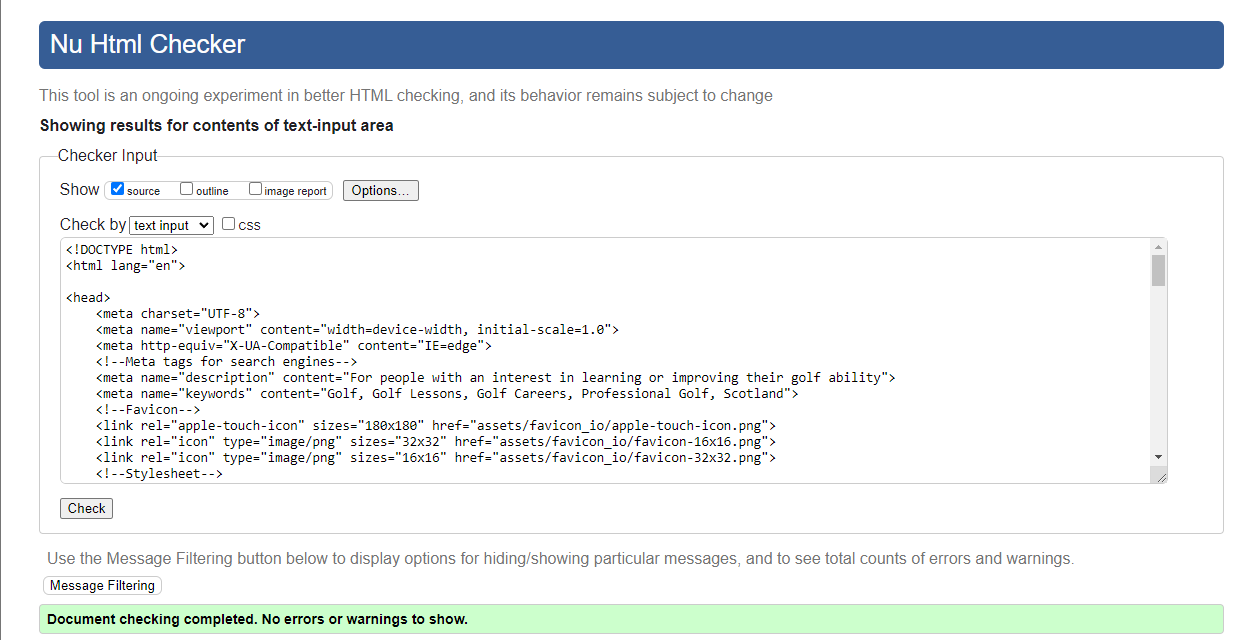 Nu Html Checker
This tool is an ongoing experiment in better HTML checking, and its behavior remains subject to change
Showing results for contents of text-input area
Checker Input
Show source outline image report Options...
Check by text input css
<!DOCTYPE html>
<html lang="en">
<head>
<meta charset="UTF-8">
<meta name="viewport" content="width=device-width, initial-scale=1.0">
<meta http-equiv="X-UA-Compatible" content="IE=edge">
<!--Meta tags for search engines-->
<meta name="description" content="For people with an interest in learning or improving their golf ability">
<meta name="keywords" content="Golf, Golf Lessons, Golf Careers, Professional Golf, Scotland">
<!--Favicon-->
<link rel="apple-touch-icon" sizes="180x180" href="assets/favicon_io/apple-touch-icon.png">
<link rel="icon" type="image/png" sizes="32x32" href="assets/favicon_io/favicon-16x16.png">
<link rel="icon" type="image/png" sizes="16x16" href="assets/favicon_io/favicon-32x32.png">
<!--Stylesheet-->
Check
Use the Message Filtering button below to display options for hiding/showing particular messages, and to see total counts of errors and warnings.
Message Filtering
Document checking completed. No errors or warnings to show.